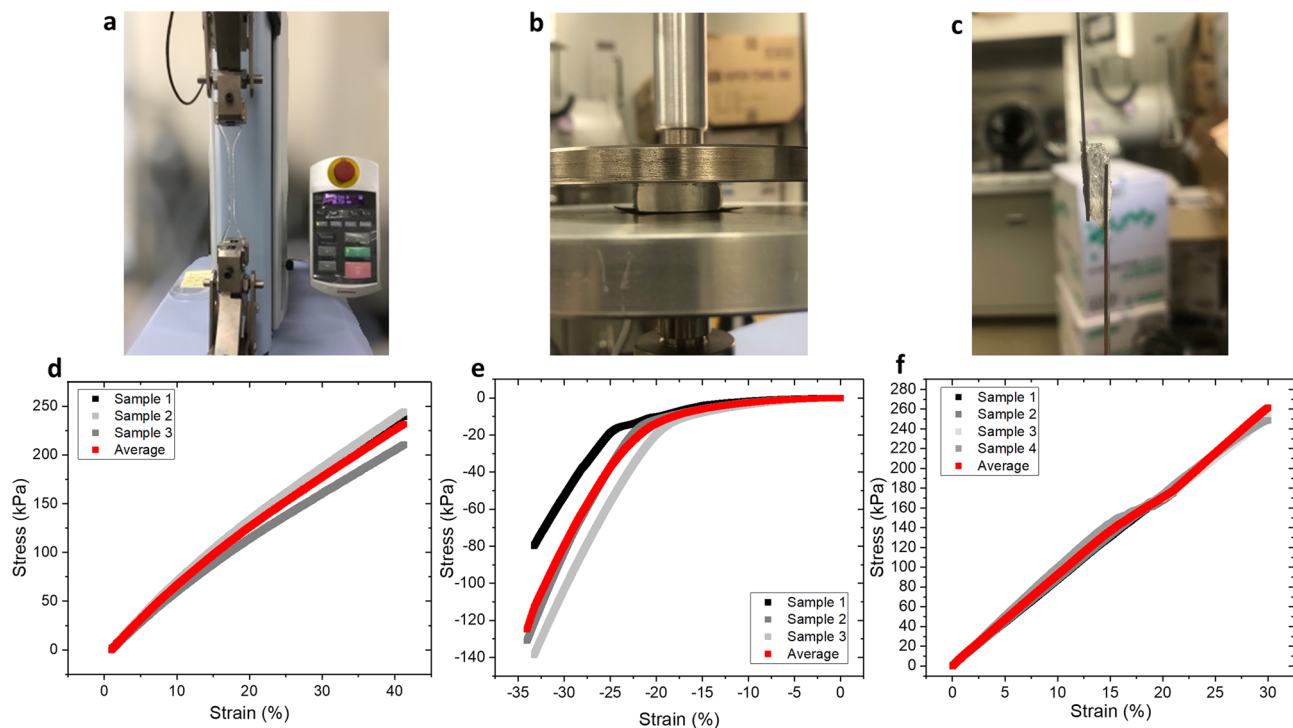 a
b
c
d
Sample 1
Sample 2
Sample 3
Average
250
200
150
100
50
0
Stress (kPa)
0
10
20
30
40
Strain (%)
e
0
-20
-40
-60
-80
-100
-120
-140
Stress (kPa)
Sample 1
Sample 2
Sample 3
Average
-35
-30
-25
-20
-15
-10
-5
0
Strain (%)
f
Sample 1
Sample 2
Sample 3
Sample 4
Average
280
260
240
220
200
180
160
140
120
100
80
60
40
20
0
Stress (kPa)
0
5
10
15
20
25
30
Strain (%)